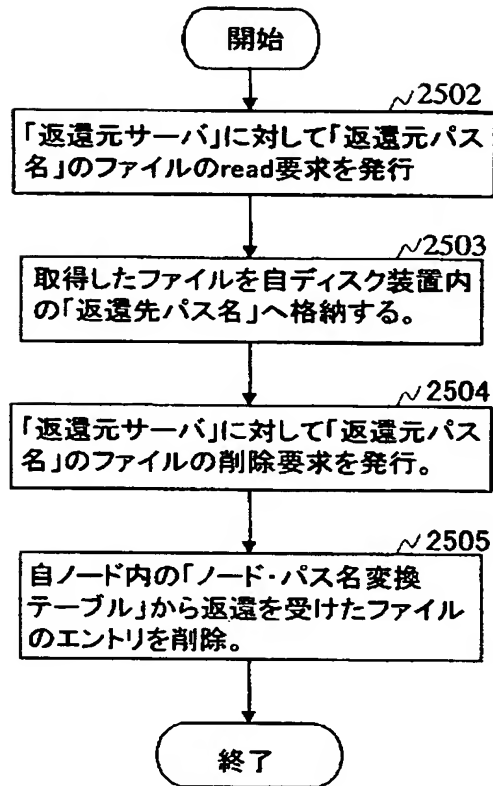 開始
2502
「返還元サーバ」に対して「返還元パス
名」のファイルのread要求を発行
2503
取得したファイルを自ディスク装置内
の「返還先パス名」へ格納する。
2504
「返還元サーバ」に対して「返還元パス
名」のファイルの削除要求を発行。
2505
自ノード内の「ノード・パス名変換
テーブル」から返還を受けたファイル
のエントリを削除。
終了